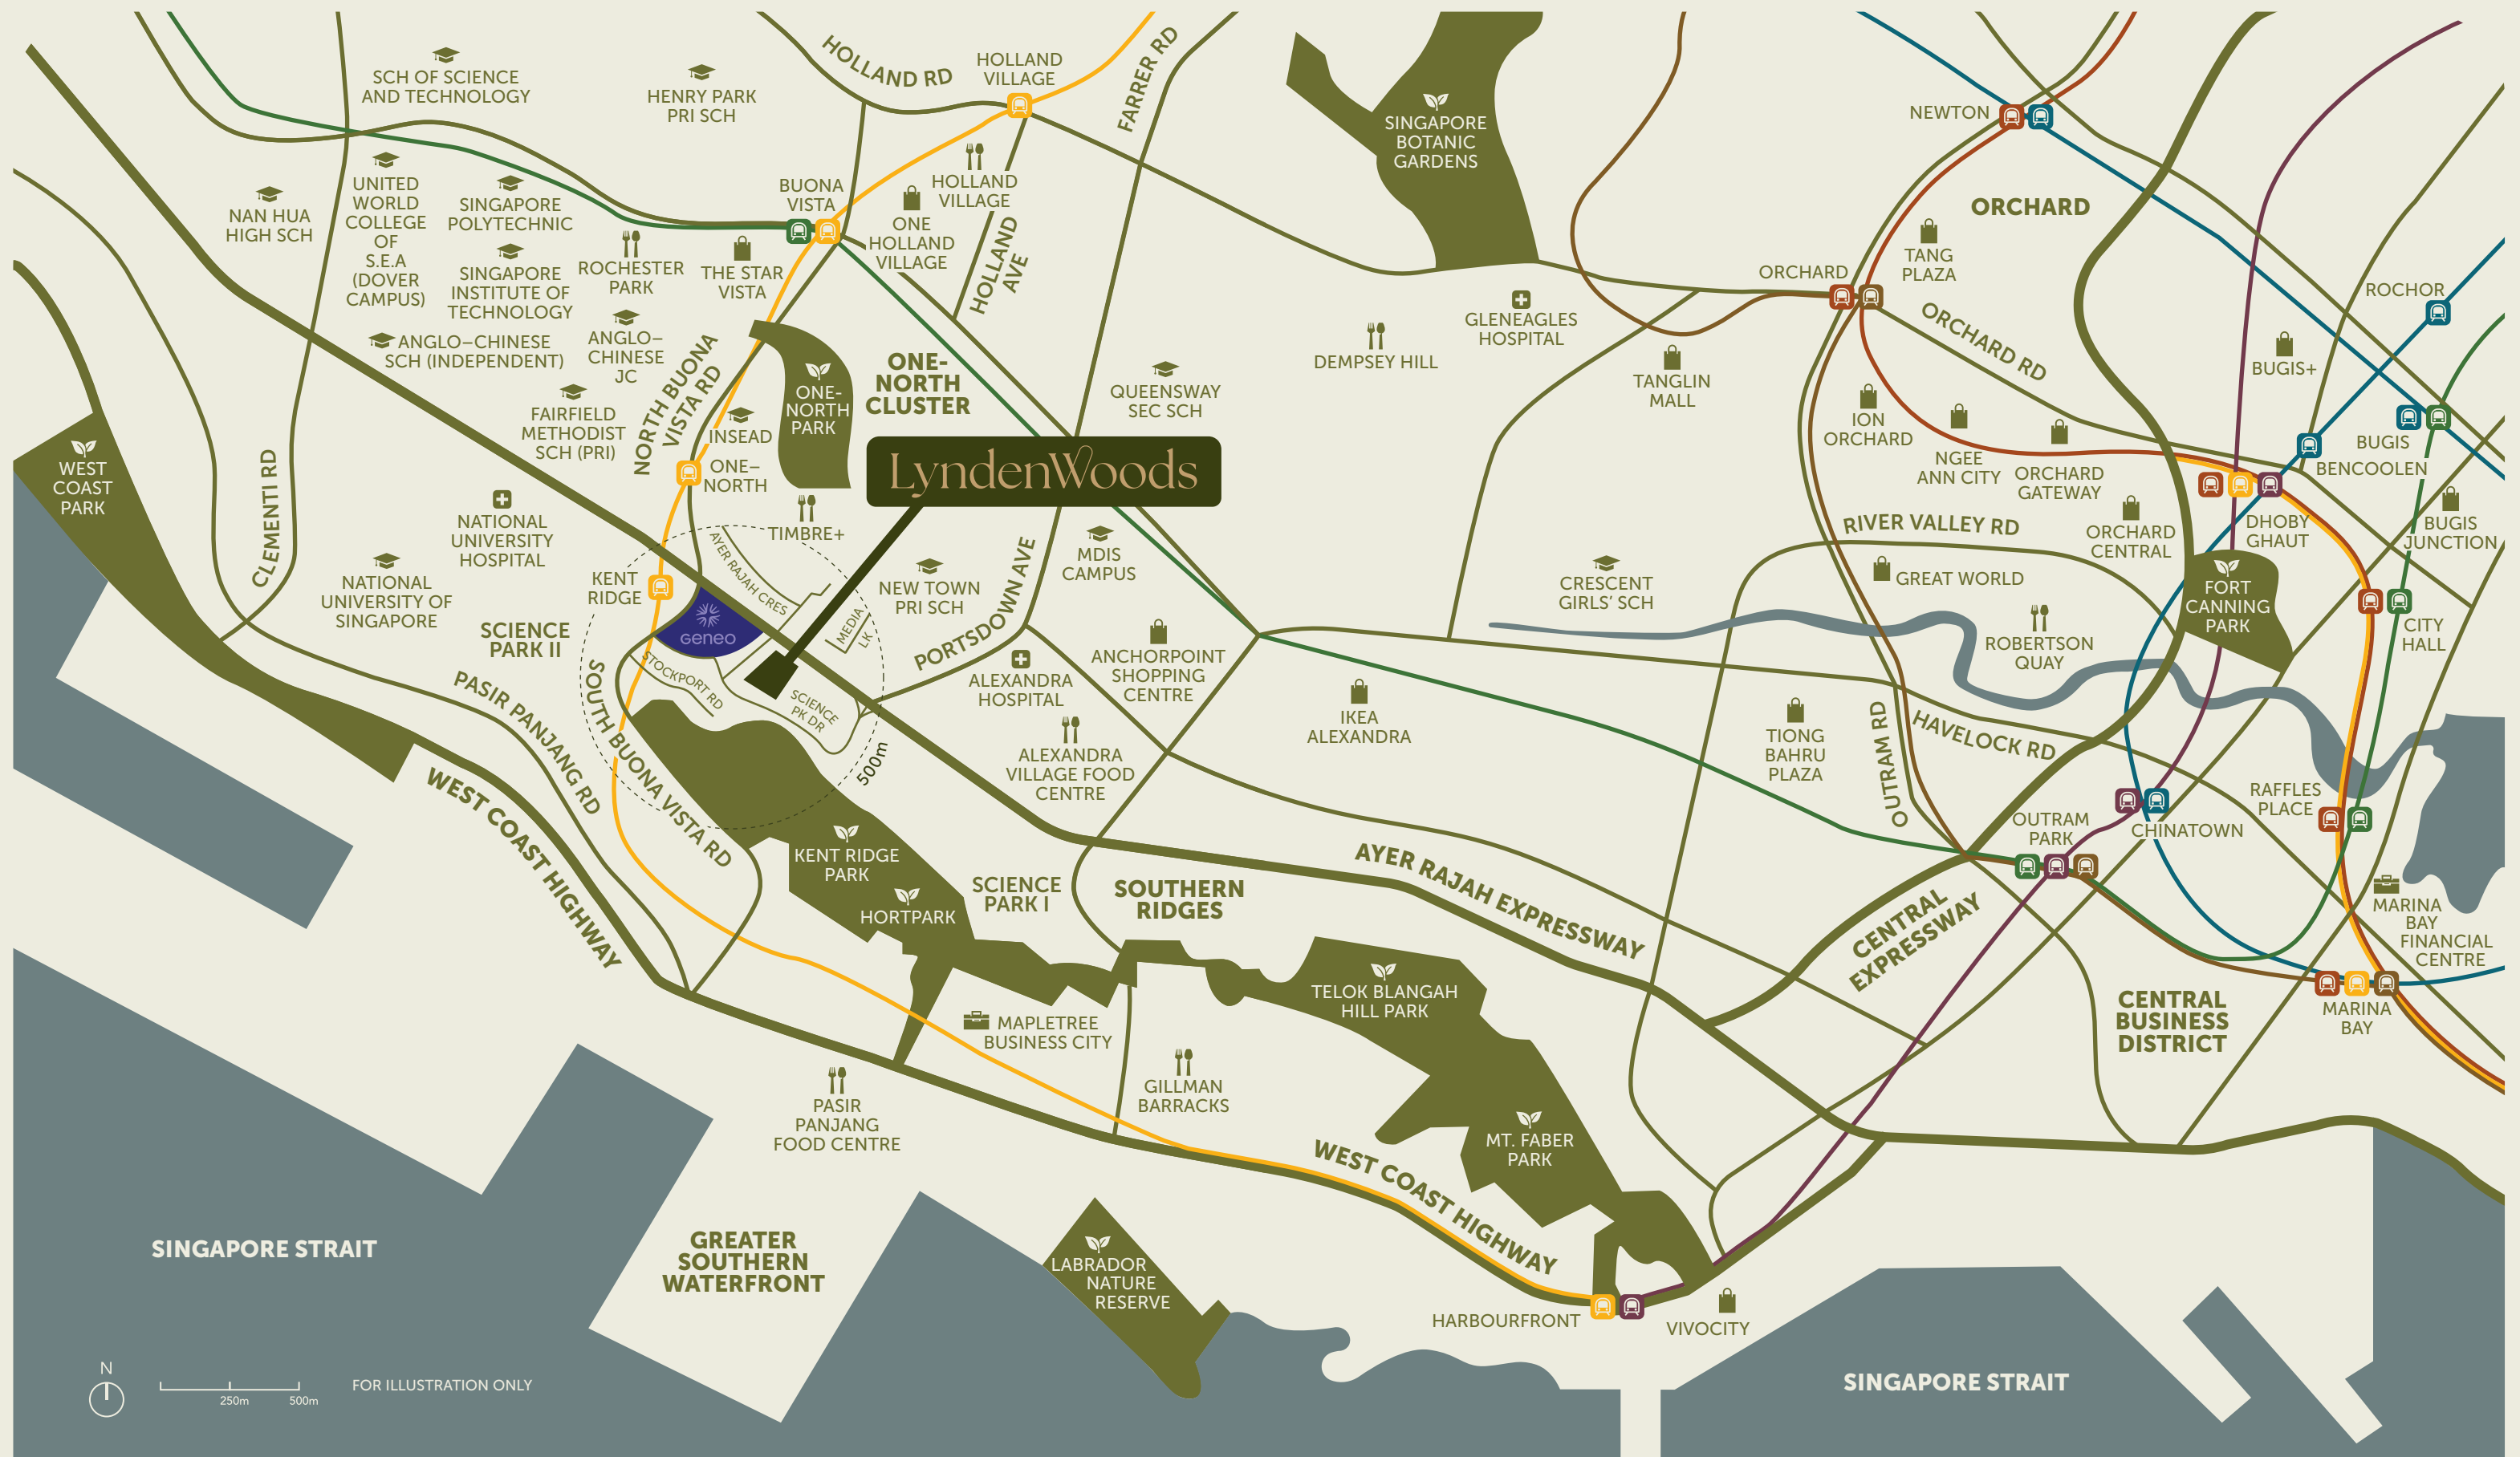 HOLLAND RD
HOLLAND
VILLAGE
FARRER RD
SCH OF SCIENCE
AND TECHNOLOGY
HENRY PARK
PRI SCH
SINGAPORE
BOTANIC
GARDENS
NEWTON
ORCHARD
NAN HUA
HIGH SCH
UNITED
WORLD
COLLEGE
OF
S.E.A
(DOVER
CAMPUS)
SINGAPORE
POLYTECHNIC
SINGAPORE
INSTITUTE OF
TECHNOLOGY
ROCHESTER
PARK
THE STAR
VISTA
BUONA
VISTA
HOLLAND
VILLAGE
ONE
HOLLAND
VILLAGE
HOLLAND
AVE
TANG
PLAZA
ORCHARD
ORCHARD RD
ROCHOR
BUGIS+
GLENEAGLES
HOSPITAL
DEMPSEY HILL
TANGLIN
MALL
ANGLO–CHINESE
SCH (INDEPENDENT)
ANGLO–
CHINESE
JC
NORTH BUONA
VISTA RD
ONE-
NORTH
PARK
ONE-
NORTH
CLUSTER
QUEENSWAY
SEC SCH
FAIRFIELD
METHODIST
SCH (PRI)
INSEAD
ONE–
NORTH
LyndenWoods
ION
ORCHARD
NGEE
ANN CITY
ORCHARD
GATEWAY
ORCHARD
CENTRAL
BUGIS
BENCOOLEN
DHOBY
GHAUT
BUGIS
JUNCTION
WEST
COAST
PARK
CLEMENTI RD
NATIONAL
UNIVERSITY
HOSPITAL
NATIONAL
UNIVERSITY OF
SINGAPORE
KENT
RIDGE
TIMBRE+
AYER RAJAH CRES
MEDIA
LK
NEW TOWN
PRI SCH
PORTSDOWN AVE
MDIS
CAMPUS
RIVER VALLEY RD
GREAT WORLD
CRESCENT
GIRLS' SCH
FORT
CANNING
PARK
CITY
HALL
ROBERTSON
QUAY
SCIENCE
PARK II
GENEO
STOCKPORT RD
SCIENCE
PK DR
500m
ALEXANDRA
HOSPITAL
ANCHORPOINT
SHOPPING
CENTRE
ALEXANDRA
VILLAGE FOOD
CENTRE
IKEA
ALEXANDRA
TIONG
BAHRU
PLAZA
OUTRAM RD
HAVELOCK RD
PASIR PANJANG RD
SOUTH BUONA VISTA RD
WEST COAST HIGHWAY
KENT RIDGE
PARK
HORTPARK
SCIENCE
PARK I
SOUTHERN
RIDGES
AYER RAJAH EXPRESSWAY
CENTRAL
EXPRESSWAY
OUTRAM
PARK
CHINATOWN
RAFFLES
PLACE
MARINA
BAY
FINANCIAL
CENTRE
MARINA
BAY
CENTRAL
BUSINESS
DISTRICT
TELOK BLANGAH
HILL PARK
MAPLETREE
BUSINESS CITY
GILLMAN
BARRACKS
PASIR
PANJANG
FOOD CENTRE
MT. FABER
PARK
WEST COAST HIGHWAY
GREATER
SOUTHERN
WATERFRONT
LABRADOR
NATURE
RESERVE
HARBOURFRONT
VIVOCITY
SINGAPORE STRAIT
SINGAPORE STRAIT
N
250m
500m
FOR ILLUSTRATION ONLY